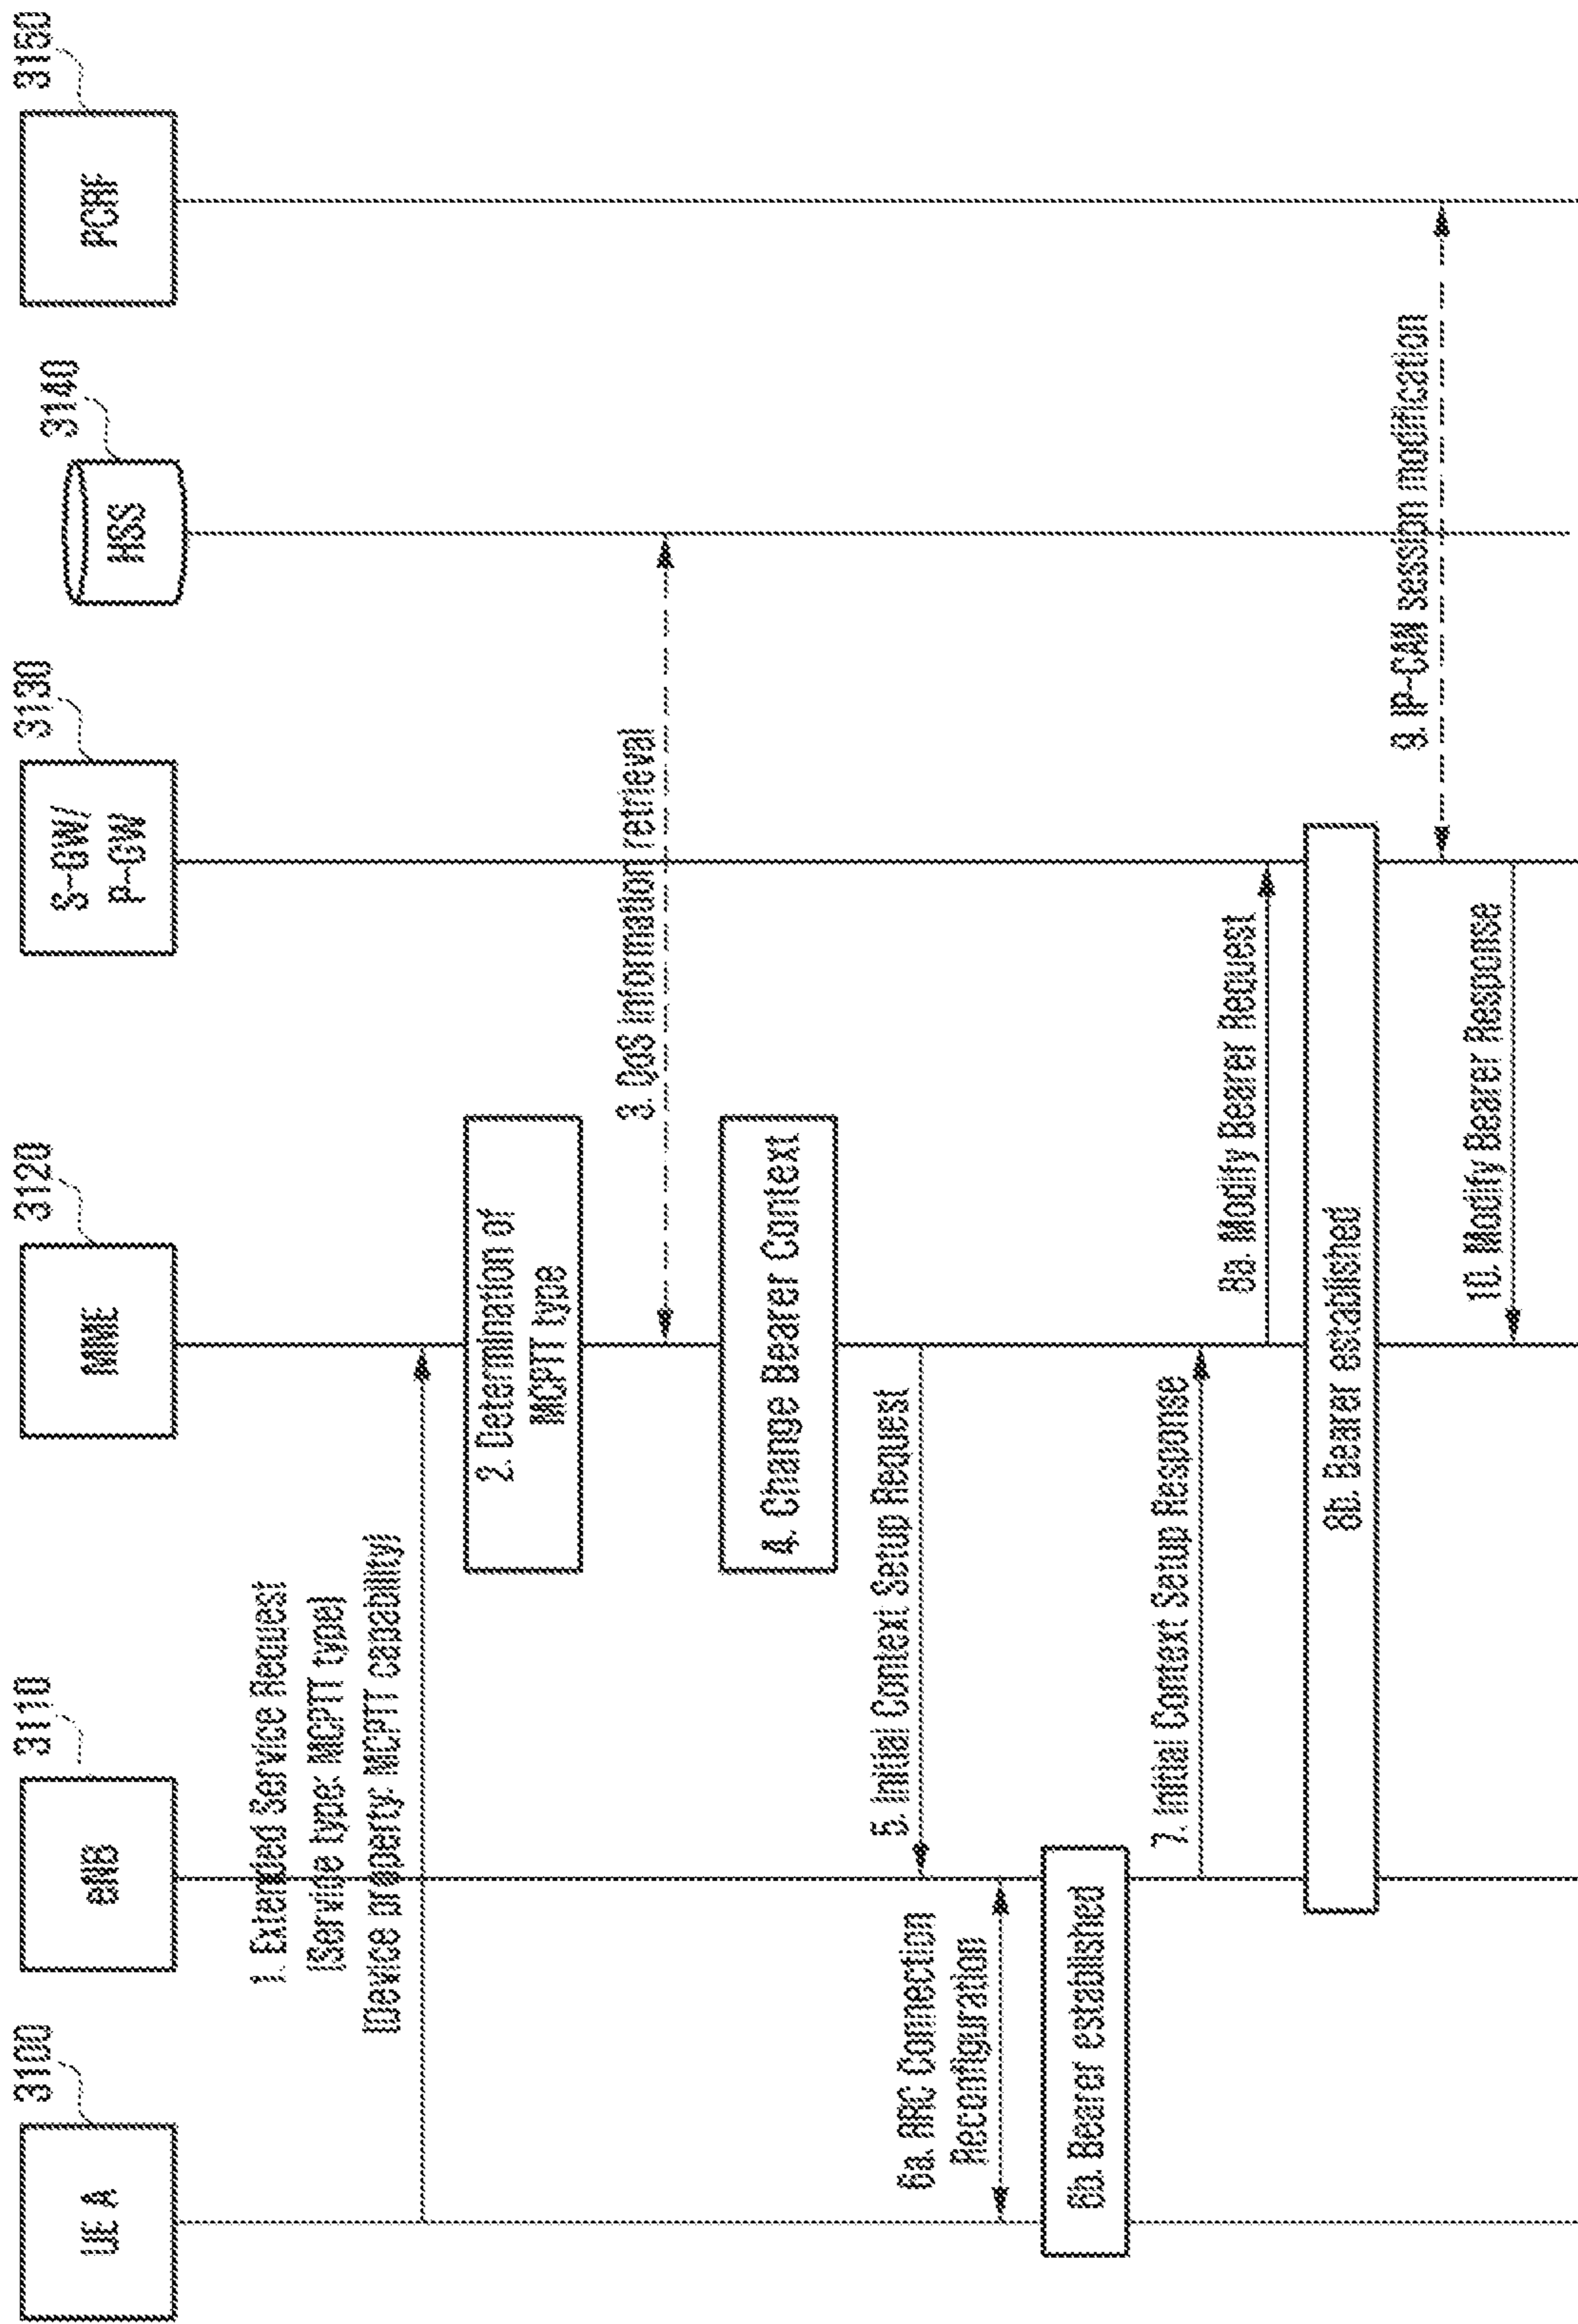 3100
UE A
3110
eNB
3120
MME
3130
S-GW/
P-GW
3140
HSS
3150
PCRF
1. Extended Service Request
(Service type: MCPTT type)
(Device property: MCPTT capability)
2. Determination of
MCPTT type
3. QoS information retrieval
4. Change Bearer Context
5. Initial Context Setup Request
6a. RRC Connection
Reconfiguration
6b. Bearer established
7. Initial Context Setup Response
8a. Modify Bearer Request
8b. Bearer established
9. IP-CAN session modification
10. Modify Bearer Response